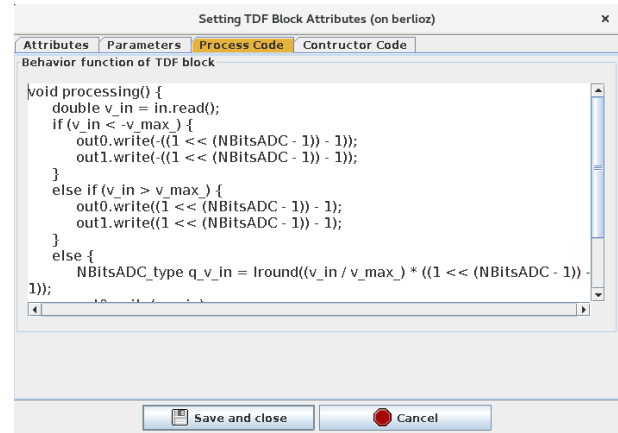 Setting TDF Block Attributes (on berlioz)
Attributes Parameters Process Code Contructor Code
Behavior function of TDF block
void processing() {
double v_in = in.read();
if (v_in < -v_max_) {
out0.write(-((1 << (NBitsADC - 1)) - 1));
out1.write(-((1 << (NBitsADC - 1)) - 1));
}
else if (v_in > v_max_) {
out0.write((1 << (NBitsADC - 1)) - 1);
out1.write((1 << (NBitsADC - 1)) - 1);
}
else {
NBitsADC_type q_v_in = lround((v_in / v_max_) * ((1 << (NBitsADC - 1)) -
1));
Save and close Cancel